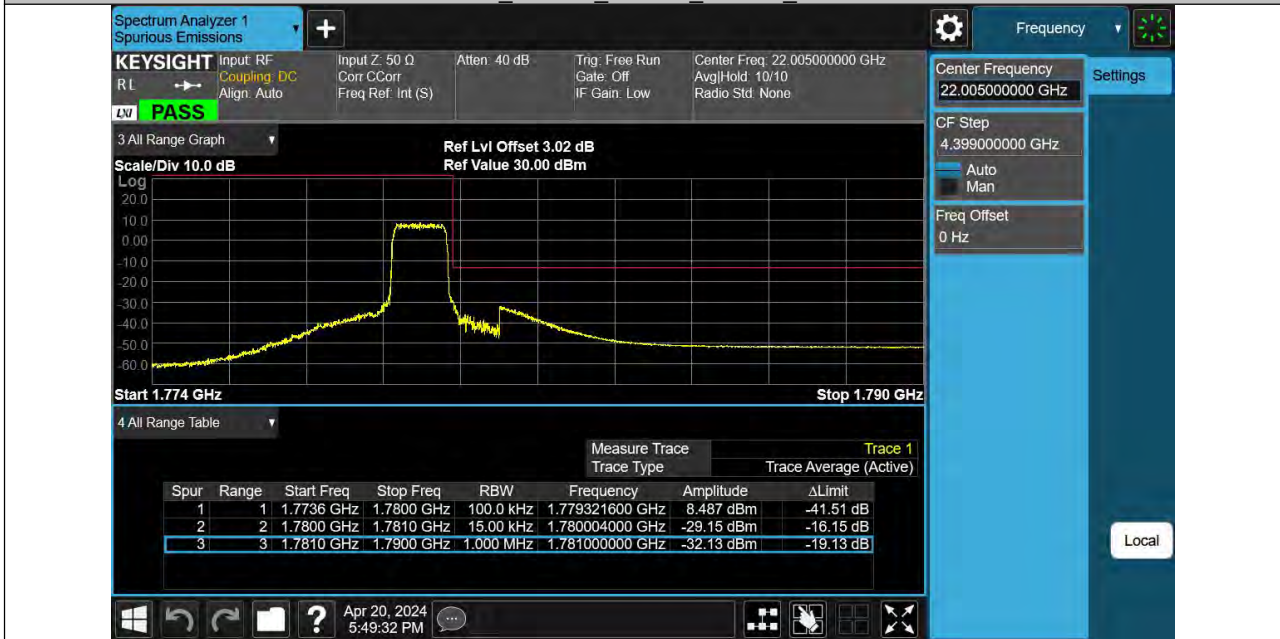 Spectrum Analyzer 1
Spurious Emissions
+
Frequency
KEYSIGHT
RL
LXI PASS
Input: RF
Coupling: DC
Align: Auto
Input Z: 50 Ω
Corr CCorr
Freq Ref: Int (S)
Atten: 40 dB
Trig: Free Run
Gate: Off
IF Gain: Low
Center Freq: 22.005000000 GHz
Avg|Hold: 10/10
Radio Std: None
Center Frequency
22.005000000 GHz
Settings
CF Step
4.399000000 GHz
Auto
Man
Freq Offset
0 Hz
3 All Range Graph
Scale/Div 10.0 dB
Ref Lvl Offset 3.02 dB
Ref Value 30.00 dBm
Log
20.0
10.0
0.00
-10.0
-20.0
-30.0
-40.0
-50.0
-60.0
Start 1.774 GHz
Stop 1.790 GHz
4 All Range Table
Measure Trace Trace 1
Trace Type Trace Average (Active)
Spur Range Start Freq Stop Freq RBW Frequency Amplitude ΔLimit
1 1 1.7736 GHz 1.7800 GHz 100.0 kHz 1.779321600 GHz 8.487 dBm -41.51 dB
2 2 1.7800 GHz 1.7810 GHz 15.00 kHz 1.780004000 GHz -29.15 dBm -16.15 dB
3 3 1.7810 GHz 1.7900 GHz 1.000 MHz 1.781000000 GHz -32.13 dBm -19.13 dB
Local
?
Apr 20, 2024
5:49:32 PM